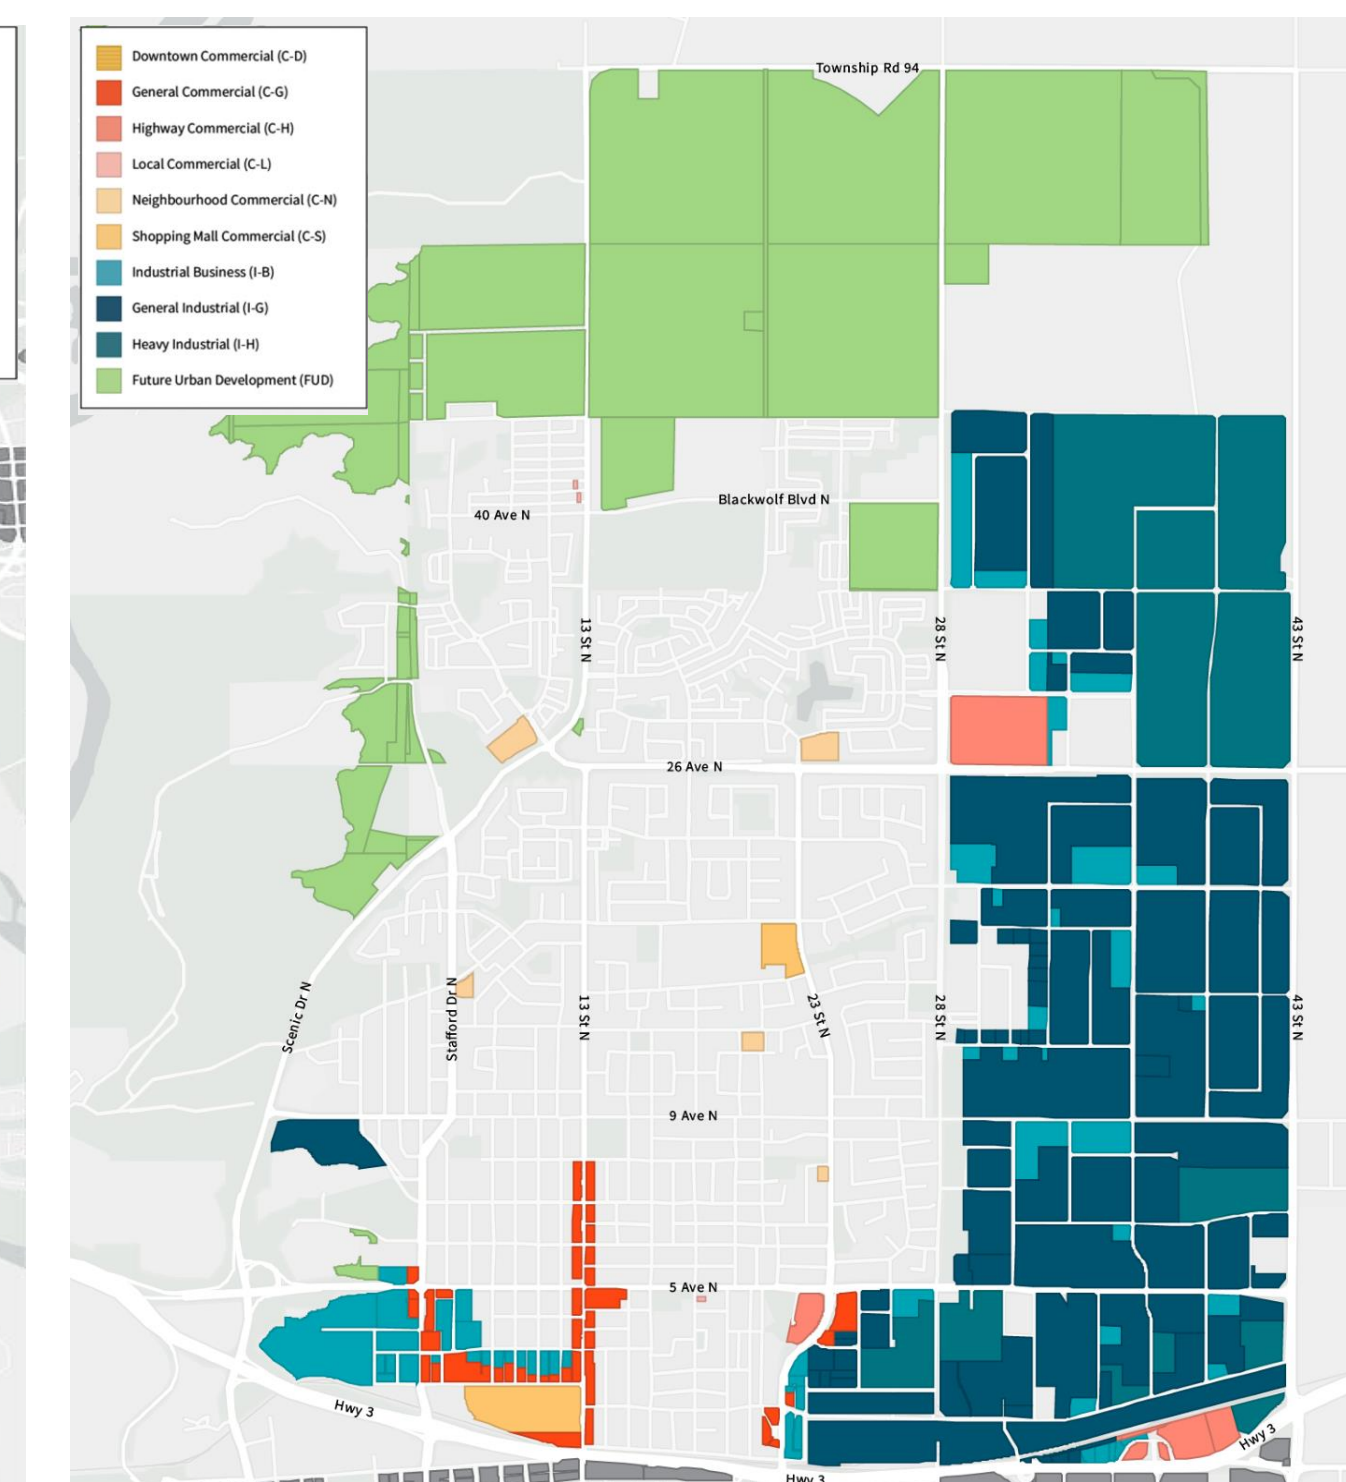 Downtown Commercial (C-D)
General Commercial (C-G)
Highway Commercial (C-H)
Local Commercial (C-L)
Neighbourhood Commercial (C-N)
Shopping Mall Commercial (C-S)
Industrial Business (I-B)
General Industrial (I-G)
Heavy Industrial (I-H)
Future Urban Development (FUD)
Township Rd 94
Blackwolf Blvd N
40 Ave N
13 St N
28 St N
43 St N
26 Ave N
Scenic Dr N
Stafford Dr N
13 St N
23 St N
28 St N
43 St N
9 Ave N
5 Ave N
Hwy 3
Hwy 3
Hwy 3